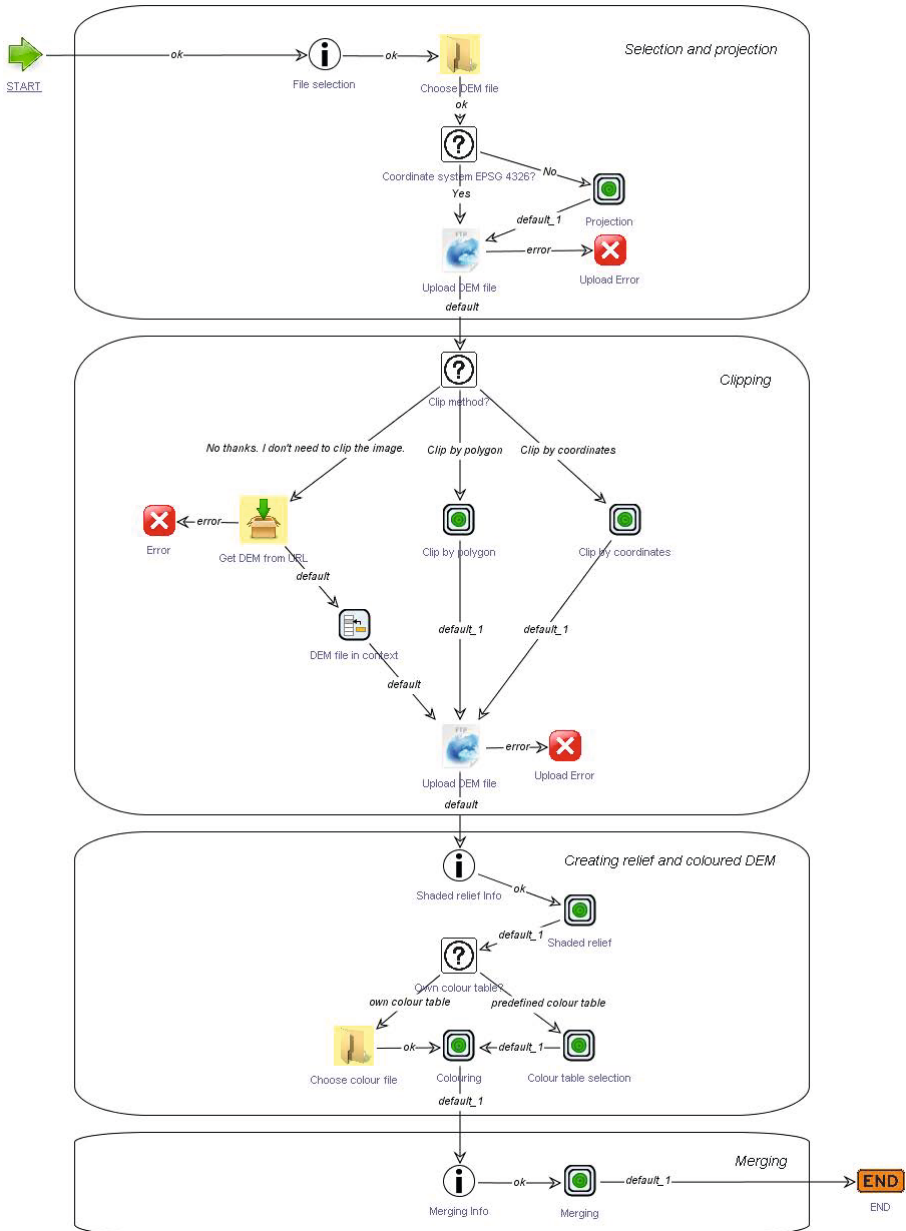 Selection and projection
ok
ok
START
File selection
Choose DEM file
ok
Coordinate system EPSG 4326?
No
Yes
default_1
Projection
FTP
error
Upload DEM file
Upload Error
default
Clipping
Clip method?
No thanks. I don't need to clip the image.
Clip by polygon
Clip by coordinates
error
Error
Get DEM from URL
Clip by polygon
Clip by coordinates
default
default_1
default_1
DEM file in context
default
FTP
error
Upload DEM file
Upload Error
default
Creating relief and coloured DEM
Shaded relief Info
ok
default_1
Shaded relief
Own colour table?
own colour table
predefined colour table
ok
default_1
Choose colour file
Colouring
Colour table selection
default_1
Merging
ok
default_1
END
Merging Info
Merging
END